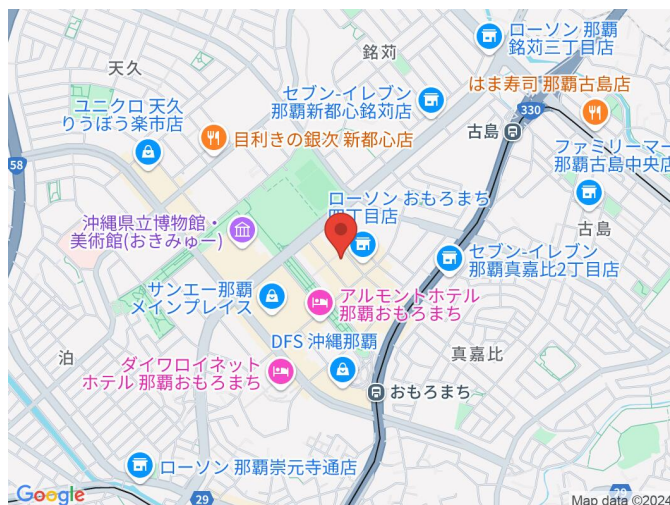 ローソン 那覇
銘苅三丁目店
銘苅
天久
セブン-イレブン
那覇新都心銘苅店
はま寿司 那覇古島店
330
ユニクロ 天久
りうぼう楽市店
目利きの銀次 新都心店
古島
ファミリーマー
那覇古島中央店
58
ローソン おもろまち
四丁目店
沖縄県立博物館・
美術館(おきみゅー)
古島
セブン-イレブン
那覇真嘉比2丁目店
サンエー那覇
メインプレイス
アルモントホテル
那覇おもろまち
DFS 沖縄那覇
真嘉比
泊
ダイワロイネット
ホテル 那覇おもろまち
おもろまち
ローソン 那覇崇元寺通店
29
29
Google
Map data ©2024